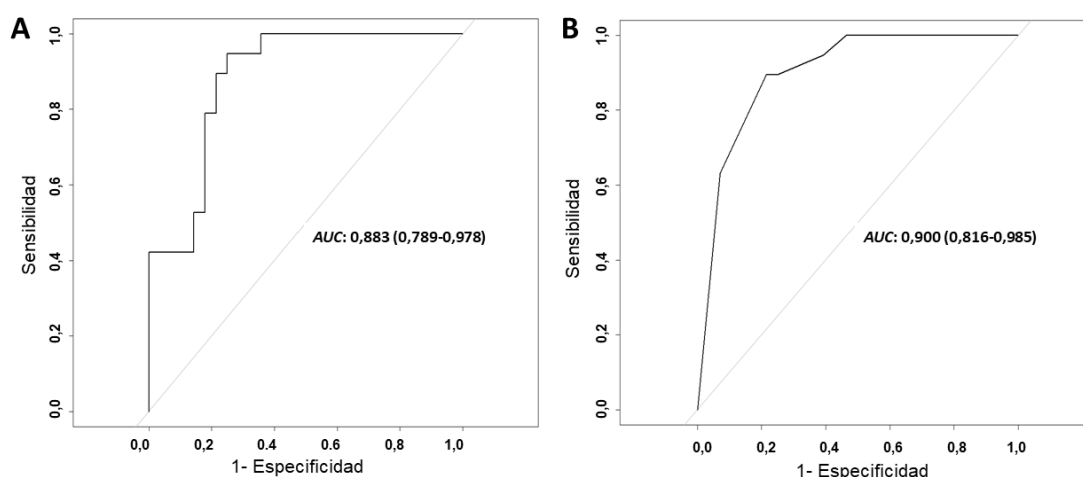 A
Sensibilidad
1,0
0,8
0,6
0,4
0,2
0,0
AUC: 0,883 (0,789-0,978)
0,0 0,2 0.4 0,6 0,8 1,0
1- Especificidad
B
Sensibilidad
1,0
0,8
0,6
0,4
0,2
0,0
AUC: 0,900 (0,816-0,985)
0,0 0,2 0,4 0,6 0,8 1,0
1- Especificidad